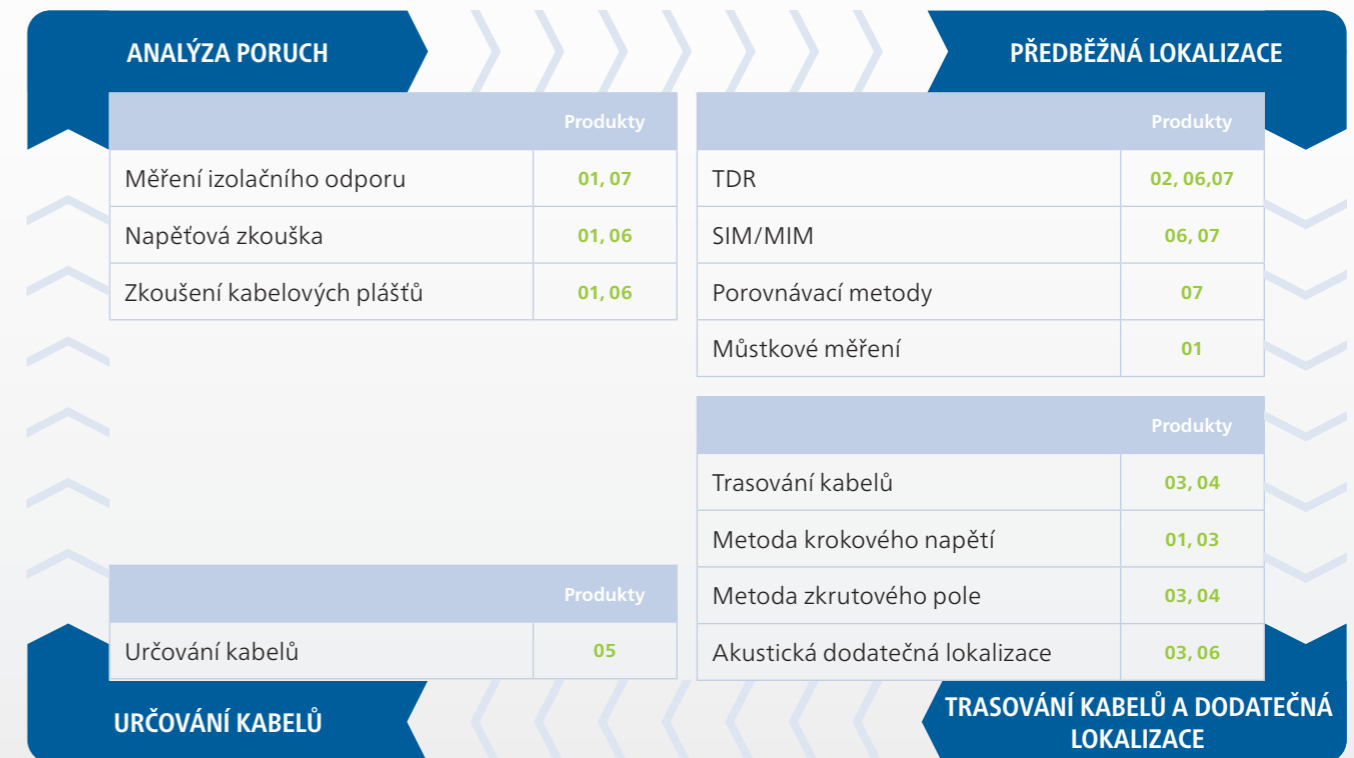 ANALÝZA PORUCH
Produkty
Měření izolačního odporu 01, 07
Napěťová zkouška 01, 06
Zkoušení kabelových plášťů 01, 06
PŘEDBĚŽNÁ LOKALIZACE
Produkty
TDR 02, 06,07
SIM/MIM 06, 07
Porovnávací metody 07
Můstkové měření 01
Produkty
Trasování kabelů 03, 04
Metoda krokového napětí 01, 03
Metoda zkrutového pole 03, 04
Akustická dodatečná lokalizace 03, 06
TRASOVÁNÍ KABELŮ A DODATEČNÁ
LOKALIZACE
Produkty
Určování kabelů 05
URČOVÁNÍ KABELŮ